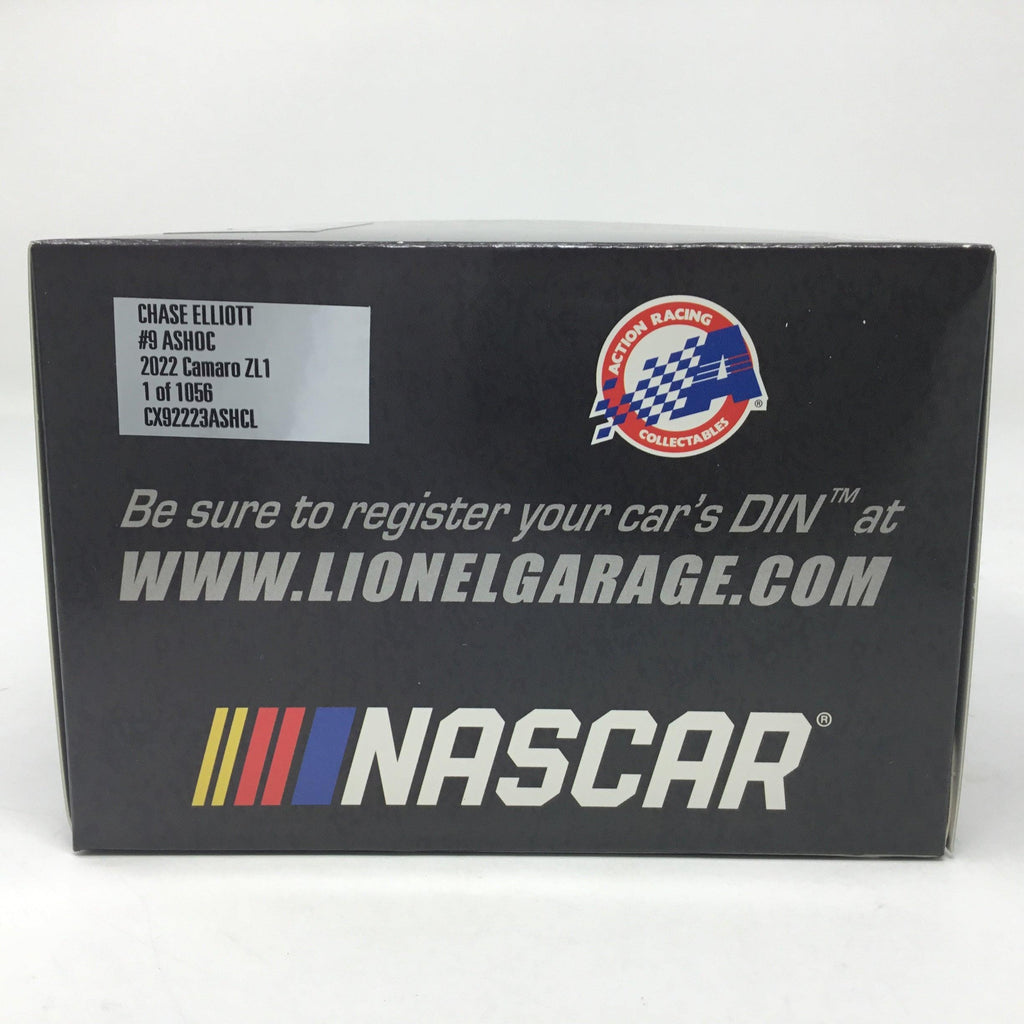 CHASE ELLIOTT
#9 ASHOC
2022 Camaro ZL1
1 of 1056
CX92223ASHCL
ACTION RACING
A®
COLLECTABLES
Be sure to register your car's DIN™ at
WWW.LIONELGARAGE.COM
NASCAR®